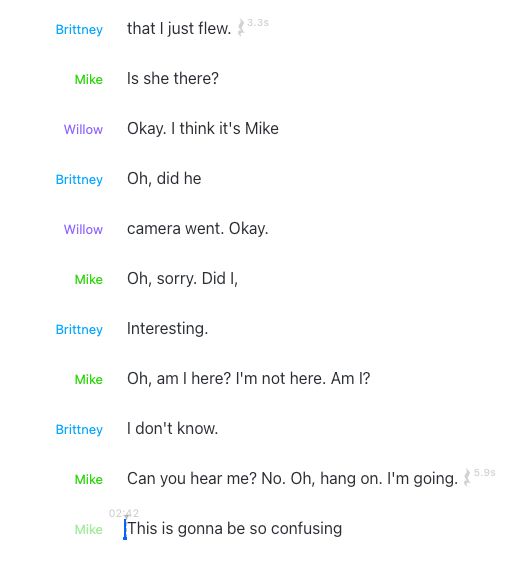 Brittney that I just flew. 3.3s
Mike Is she there?
Willow Okay. I think it's Mike
Brittney Oh, did he
Willow camera went. Okay.
Mike Oh, sorry. Did I,
Brittney Interesting.
Mike Oh, am I here? I'm not here. Am I?
Brittney I don't know.
Mike Can you hear me? No. Oh, hang on. I'm going. 5.9s
02:42
Mike This is gonna be so confusing